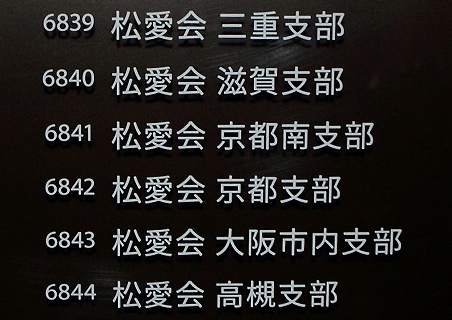 6839 松愛会 三重支部
6840 松愛会 滋賀支部
6841 松愛会 京都南支部
6842 松愛会 京都支部
6843 松愛会 大阪市内支部
6844 松愛会 高槻支部